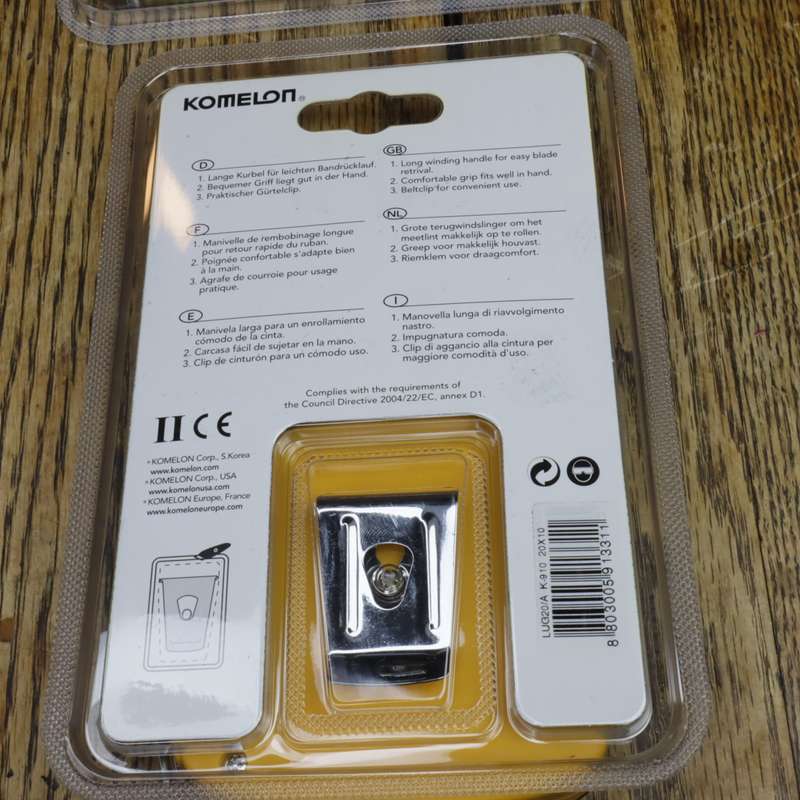 KOMELON®
D
1. Lange Kurbel für leichten Bandrücklauf.
2. Bequemer Griff liegt gut in der Hand.
3. Praktischer Gürtelclip.
GB
1. Long winding handle for easy blade
retrival.
2. Comfortable grip fits well in hand.
3. Beltclip for convenient use.
F
1. Manivelle de rembobinage longue
pour retour rapide du ruban.
2. Poignée confortable s'adapte bien
à la main.
3. Agrafe de courroie pour usage
pratique.
NL
1. Grote terugwindslinger om het
meetlint makkelijk op te rollen.
2. Greep voor makkelijk houvast.
3. Riemklem voor draagcomfort.
E
1. Manivela larga para un enrollamiento
cómodo de la cinta.
2. Carcasa fácil de sujetar en la mano.
3. Clip de cinturón para un cómodo uso.
I
1. Manovella lunga di riavvolgimento
nastro.
2. Impugnatura comoda.
3. Clip di aggancio alla cintura per
maggiore comodità d'uso.
Complies with the requirements of
the Council Directive 2004/22/EC, annex D1.
II CE
KOMELON Corp., S.Korea
www.komelon.com
KOMELON Corp., USA
www.komelonusa.com
KOMELON Europe, France
www.komeloneurope.com
LUG20/A K-910 20X10
8 803005 913311